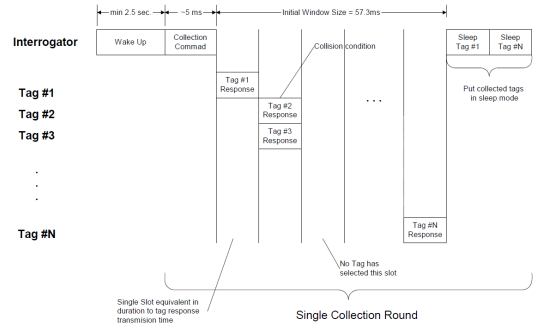 min 2.5 sec.
~5 ms
Initial Window Size = 57.3ms
Interrogator
Wake Up
Collection
Commad
Sleep
Tag #1
Sleep
Tag #N
Collision condition
Tag #1
Response
Put collected tags
in sleep mode
Tag #1
Tag #2
Tag #3
Tag #2
Response
Tag #3
Response
. . .
.
.
.
Tag #N
Tag #N
Response
No Tag has
selected this slot
Single Slot equivalent in
duration to tag response
transmision time
Single Collection Round